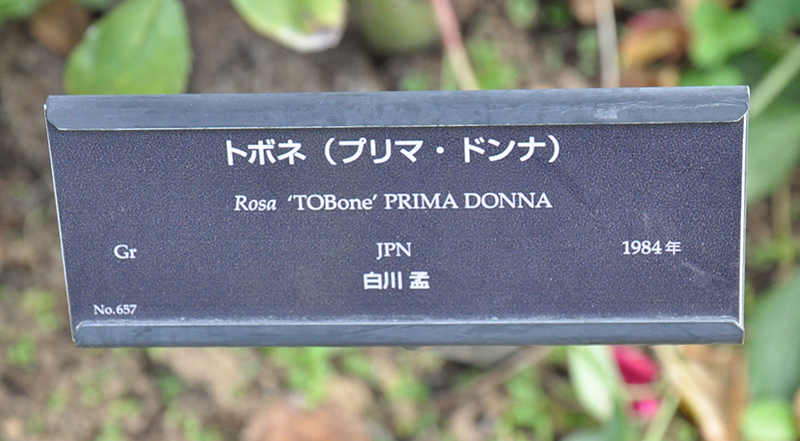 トボネ（プリマ・ドンナ）
Rosa ‘TOBone’ PRIMA DONNA
Gr JPN 1984年
白川 孟
No.657